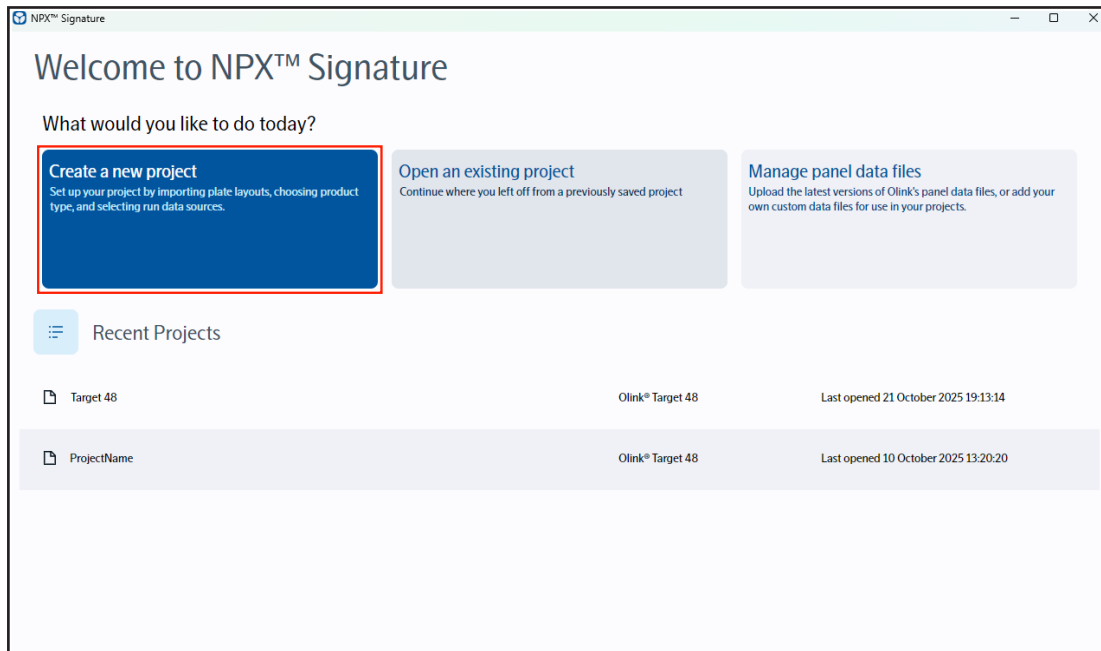 NPX™ Signature
Welcome to NPX™ Signature
What would you like to do today?
Create a new project
Set up your project by importing plate layouts, choosing product
type, and selecting run data sources.
Open an existing project
Continue where you left off from a previously saved project
Manage panel data files
Upload the latest versions of Olink's panel data files, or add your
own custom data files for use in your projects.
Recent Projects
Target 48 Olink® Target 48 Last opened 21 October 2025 19:13:14
ProjectName Olink® Target 48 Last opened 10 October 2025 13:20:20